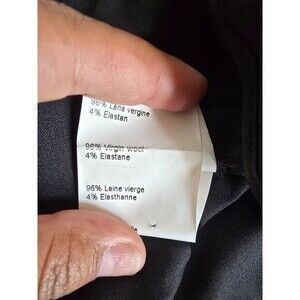 96% Lana vergine
4% Elastan
96% Virgin wool
4% Elastane
96% Laine vierge
4% Elasthanne